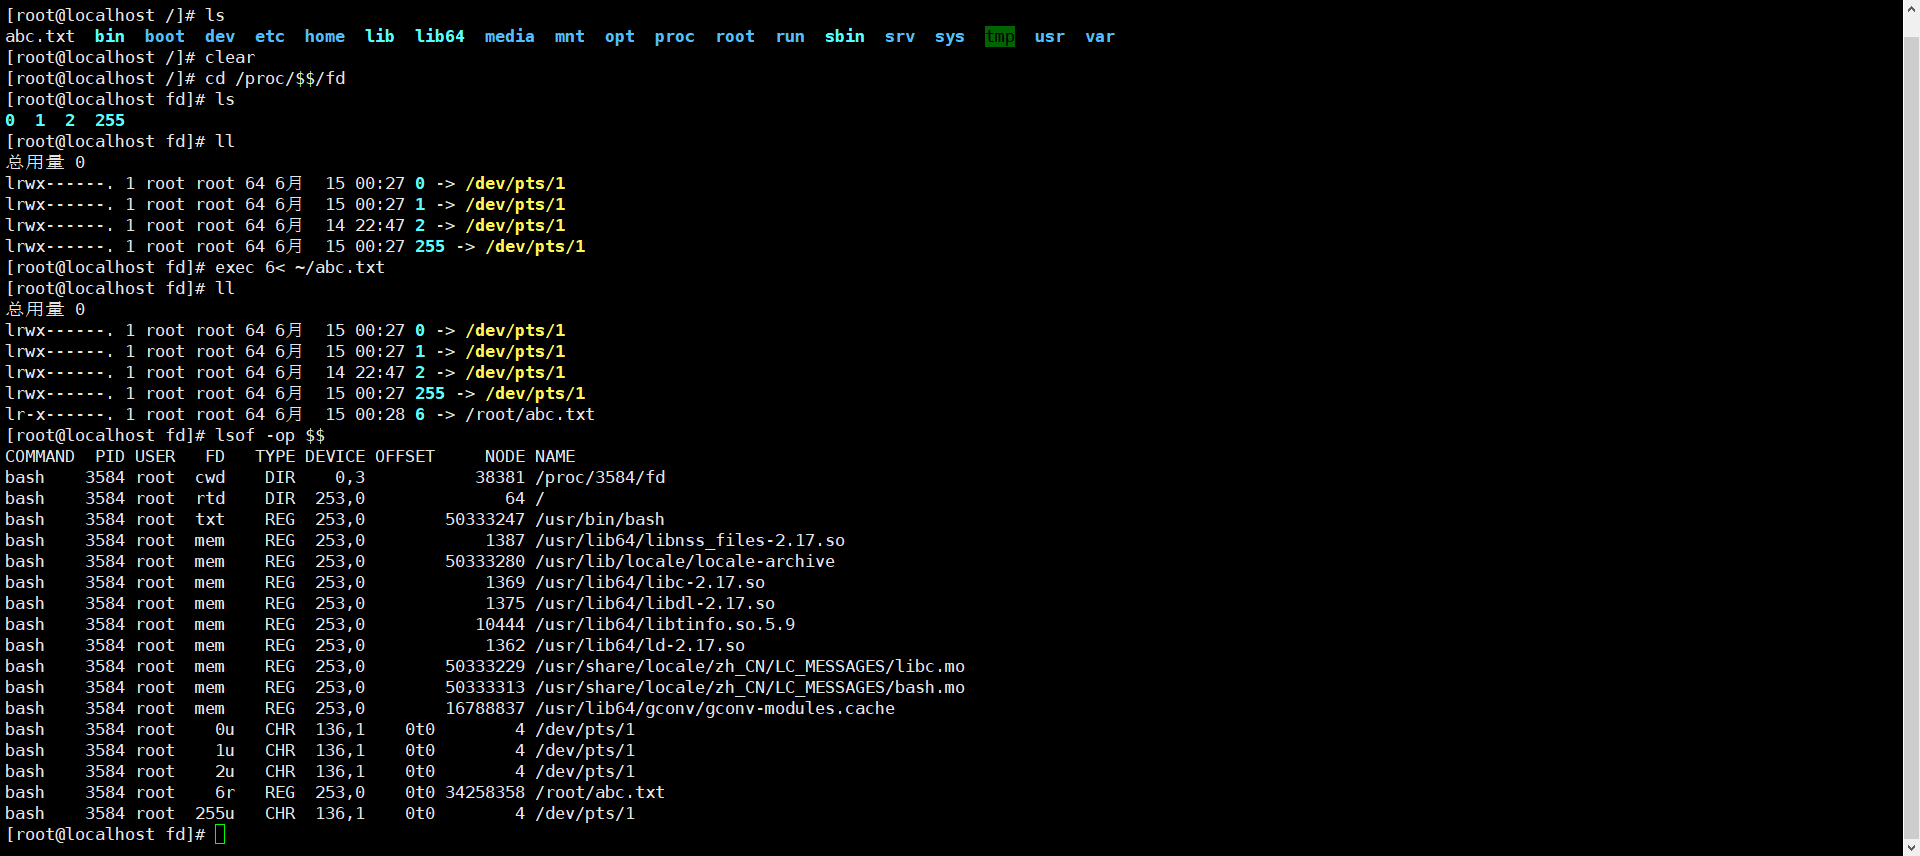 [root@localhost /]# ls
abc.txt  bin  boot  dev  etc  home  lib  lib64  media  mnt  opt  proc  root  run  sbin  srv  sys  tmp  usr  var
[root@localhost /]# clear
[root@localhost /]# cd /proc/$$/fd
[root@localhost fd]# ls
0  1  2  255
[root@localhost fd]# ll
总用量 0
lrwx------. 1 root root 64 6月  15 00:27 0 -> /dev/pts/1
lrwx------. 1 root root 64 6月  15 00:27 1 -> /dev/pts/1
lrwx------. 1 root root 64 6月  14 22:47 2 -> /dev/pts/1
lrwx------. 1 root root 64 6月  15 00:27 255 -> /dev/pts/1
[root@localhost fd]# exec 6< ~/abc.txt
[root@localhost fd]# ll
总用量 0
lrwx------. 1 root root 64 6月  15 00:27 0 -> /dev/pts/1
lrwx------. 1 root root 64 6月  15 00:27 1 -> /dev/pts/1
lrwx------. 1 root root 64 6月  14 22:47 2 -> /dev/pts/1
lrwx------. 1 root root 64 6月  15 00:27 255 -> /dev/pts/1
lr-x------. 1 root root 64 6月  15 00:28 6 -> /root/abc.txt
[root@localhost fd]# lsof -op $$
COMMAND  PID USER   FD   TYPE DEVICE OFFSET     NODE NAME
bash    3584 root  cwd    DIR    0,3           38381 /proc/3584/fd
bash    3584 root  rtd    DIR  253,0              64 /
bash    3584 root  txt    REG  253,0        50333247 /usr/bin/bash
bash    3584 root  mem    REG  253,0            1387 /usr/lib64/libnss_files-2.17.so
bash    3584 root  mem    REG  253,0        50333280 /usr/lib/locale/locale-archive
bash    3584 root  mem    REG  253,0            1369 /usr/lib64/libc-2.17.so
bash    3584 root  mem    REG  253,0            1375 /usr/lib64/libdl-2.17.so
bash    3584 root  mem    REG  253,0           10444 /usr/lib64/libtinfo.so.5.9
bash    3584 root  mem    REG  253,0            1362 /usr/lib64/ld-2.17.so
bash    3584 root  mem    REG  253,0        50333229 /usr/share/locale/zh_CN/LC_MESSAGES/libc.mo
bash    3584 root  mem    REG  253,0        50333313 /usr/share/locale/zh_CN/LC_MESSAGES/bash.mo
bash    3584 root  mem    REG  253,0        16788837 /usr/lib64/gconv/gconv-modules.cache
bash    3584 root    0u   CHR  136,1    0t0        4 /dev/pts/1
bash    3584 root    1u   CHR  136,1    0t0        4 /dev/pts/1
bash    3584 root    2u   CHR  136,1    0t0        4 /dev/pts/1
bash    3584 root    6r   REG  253,0    0t0 34258358 /root/abc.txt
bash    3584 root  255u   CHR  136,1    0t0        4 /dev/pts/1
[root@localhost fd]#